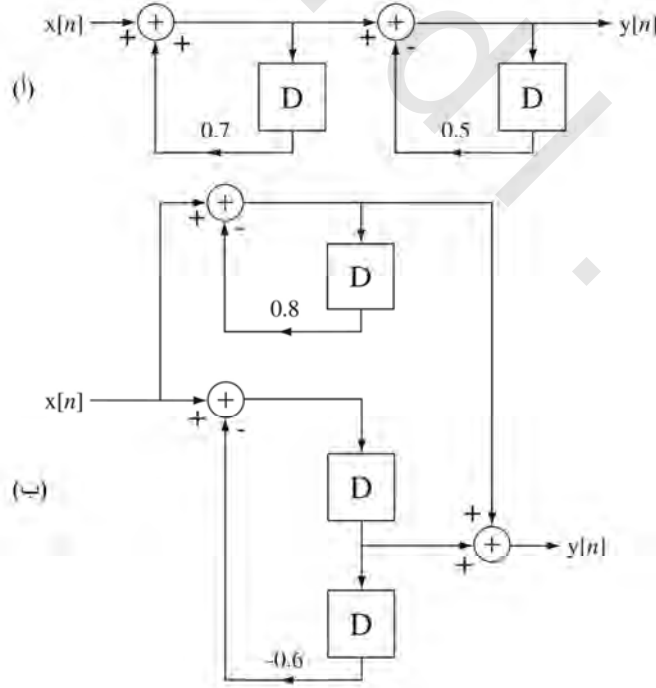 x[n] + + + - y[n]
(أ) D D
0.7 0.5
+ + -
D
0.8
x[n] + + -
D
(ب) + + + y[n]
D
-0.6